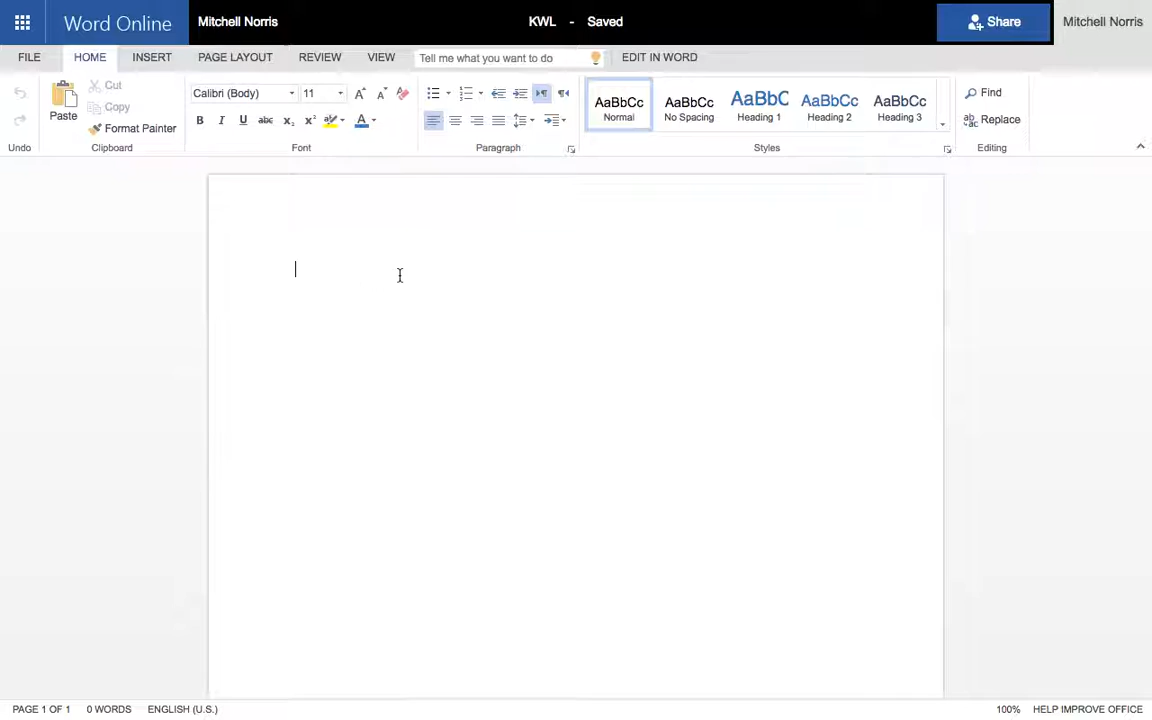 Word Online Mitchell Norris KWL - Saved Share Mitchell Norris
FILE HOME INSERT PAGE LAYOUT REVIEW VIEW Tell me what you want to do EDIT IN WORD
Paste Cut Copy Format Painter
Clipboard
Undo
Calibri (Body) 11
B I U abc x₂ x² A
Font
Paragraph
AaBbCc AaBbCc AaBbC AaBbCc AaBbCc
Normal No Spacing Heading 1 Heading 2 Heading 3
Styles
Find
Replace
Editing
PAGE 1 OF 1 0 WORDS ENGLISH (U.S.) 100% HELP IMPROVE OFFICE